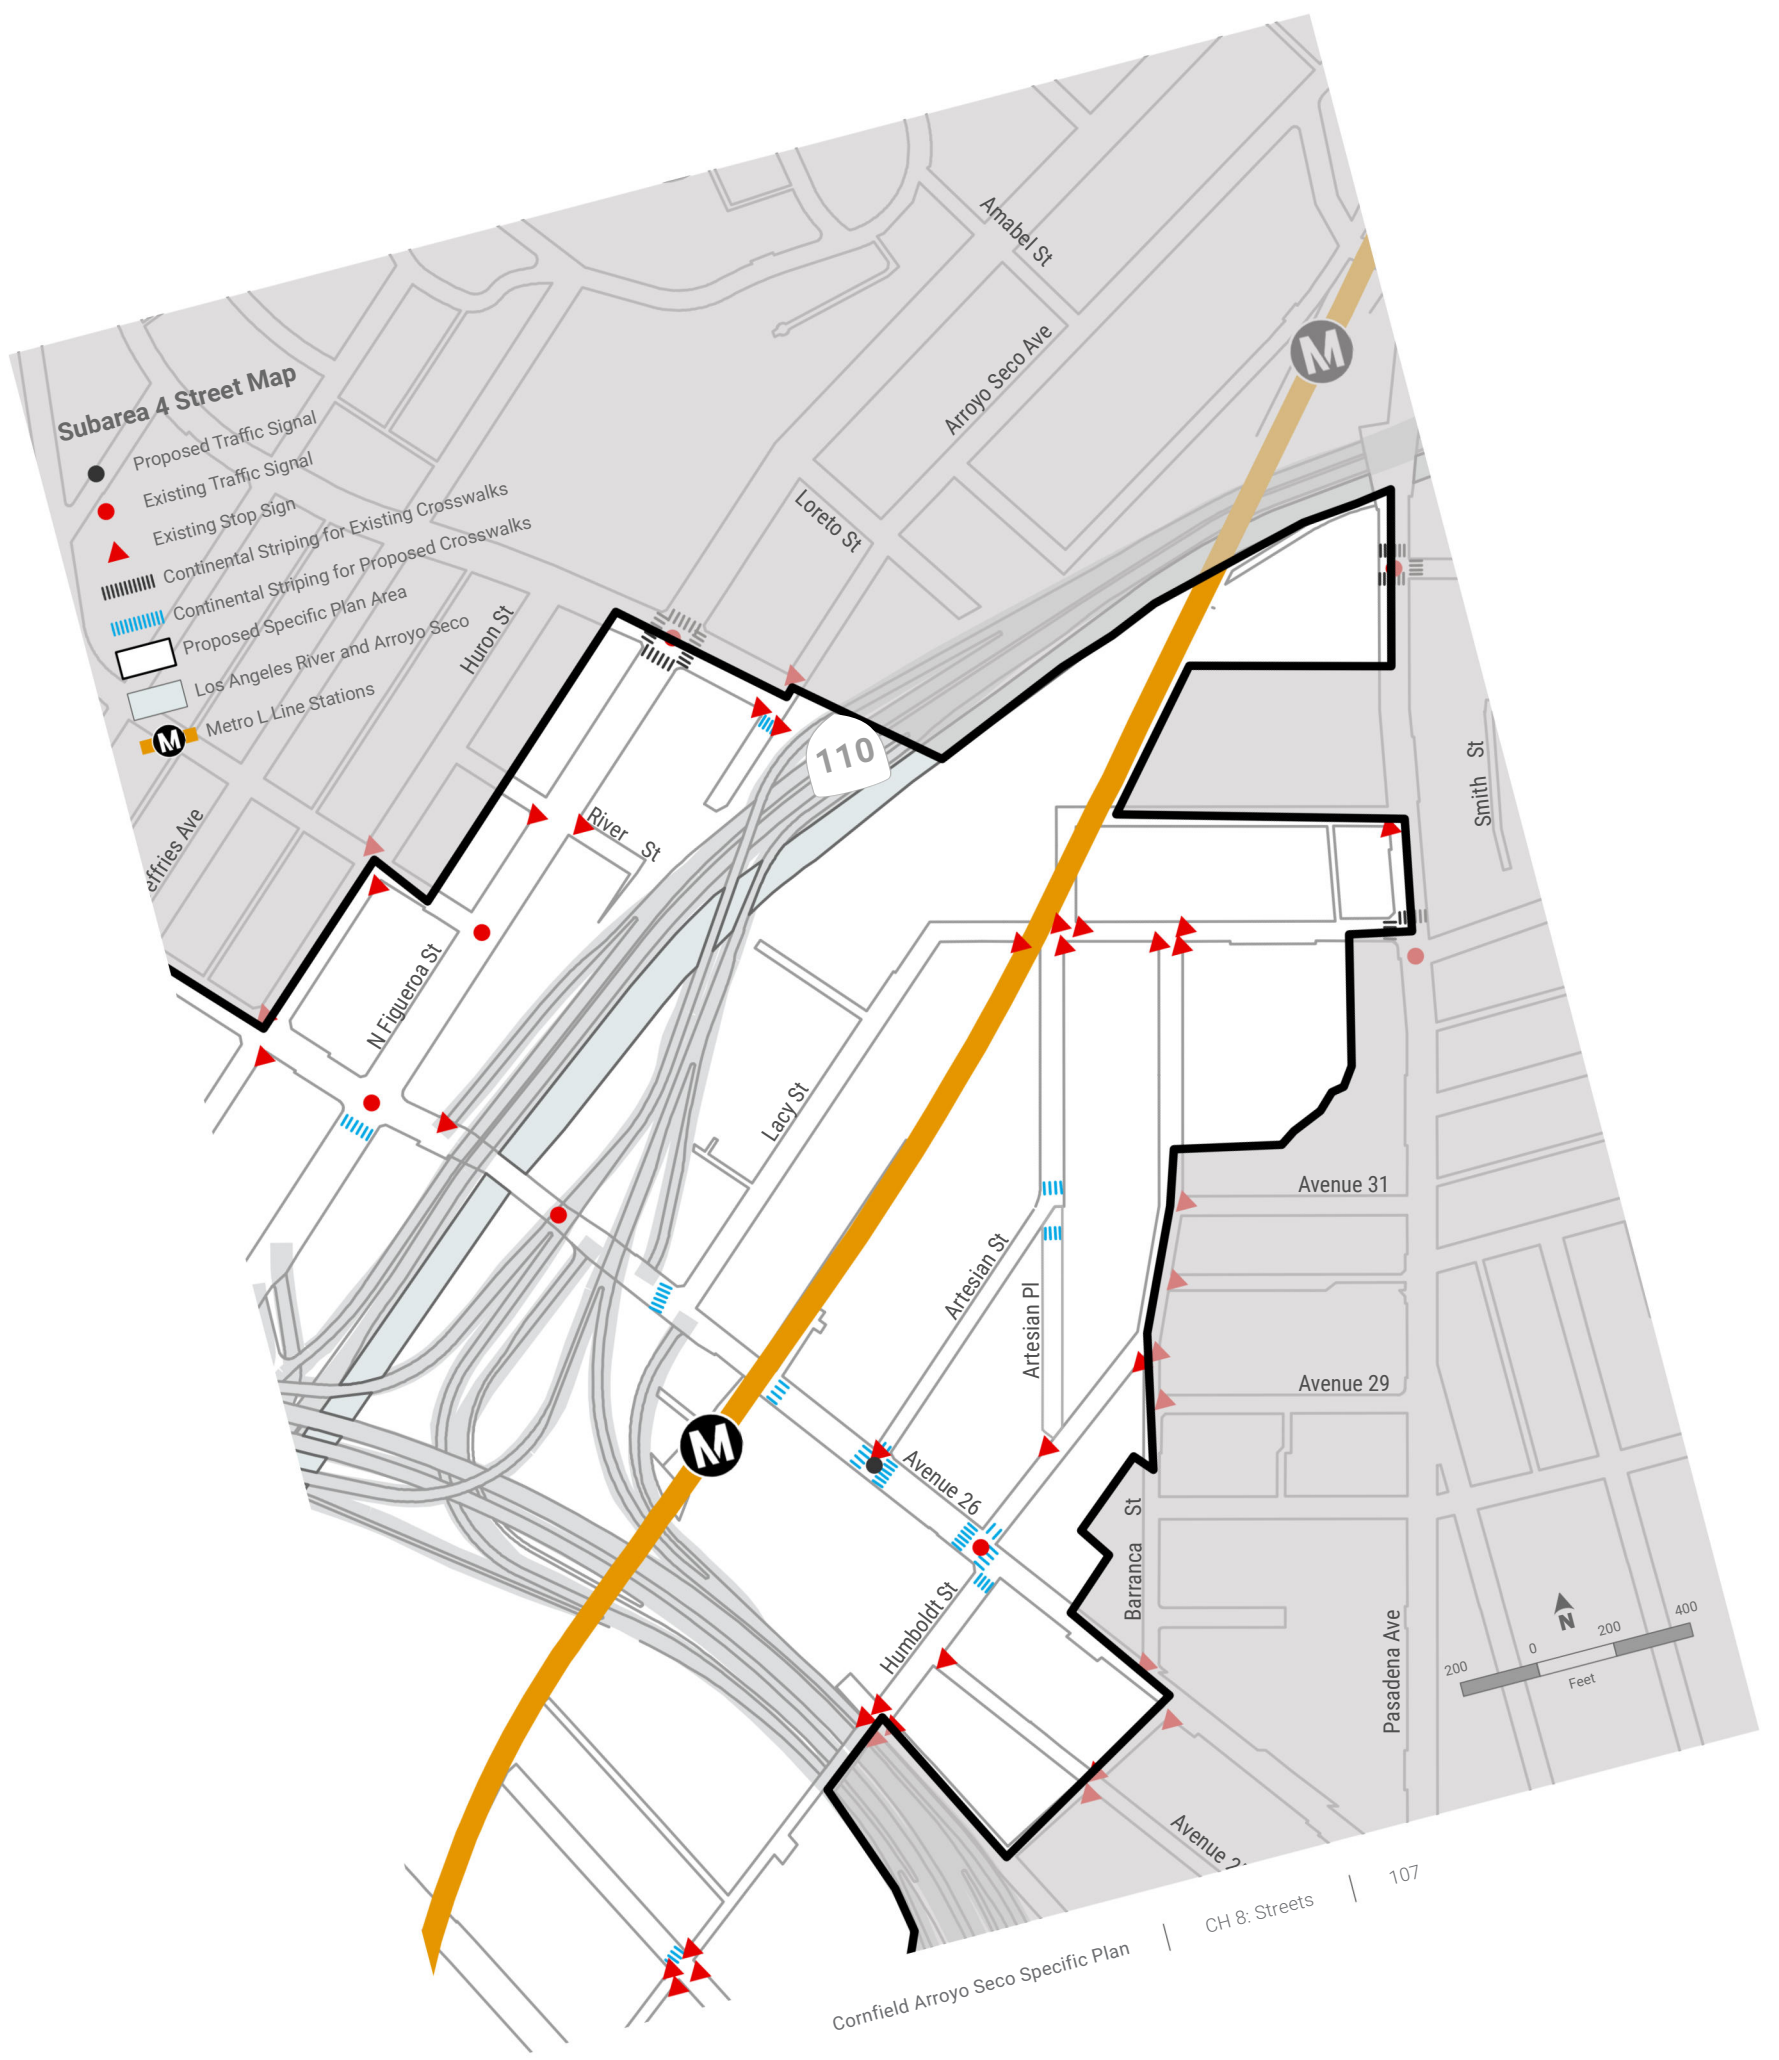 Subarea 4 Street Map
Proposed Traffic Signal
Existing Traffic Signal
Existing Stop Sign
Continental Striping for Existing Crosswalks
Continental Striping for Proposed Crosswalks
Proposed Specific Plan Area
Los Angeles River and Arroyo Seco
M
Metro L Line Stations
Amabel St
Arroyo Seco Ave
M
Loreto St
Huron St
110
Smith St
River St
effries Ave
N Figueroa St
Lacy St
Avenue 31
Artesian St
Artesian Pl
Avenue 29
M
Avenue 26
Barranca St
Humboldt St
Pasadena Ave
N
200 0 200 400
Feet
Avenue 2
Cornfield Arroyo Seco Specific Plan | CH 8: Streets | 107